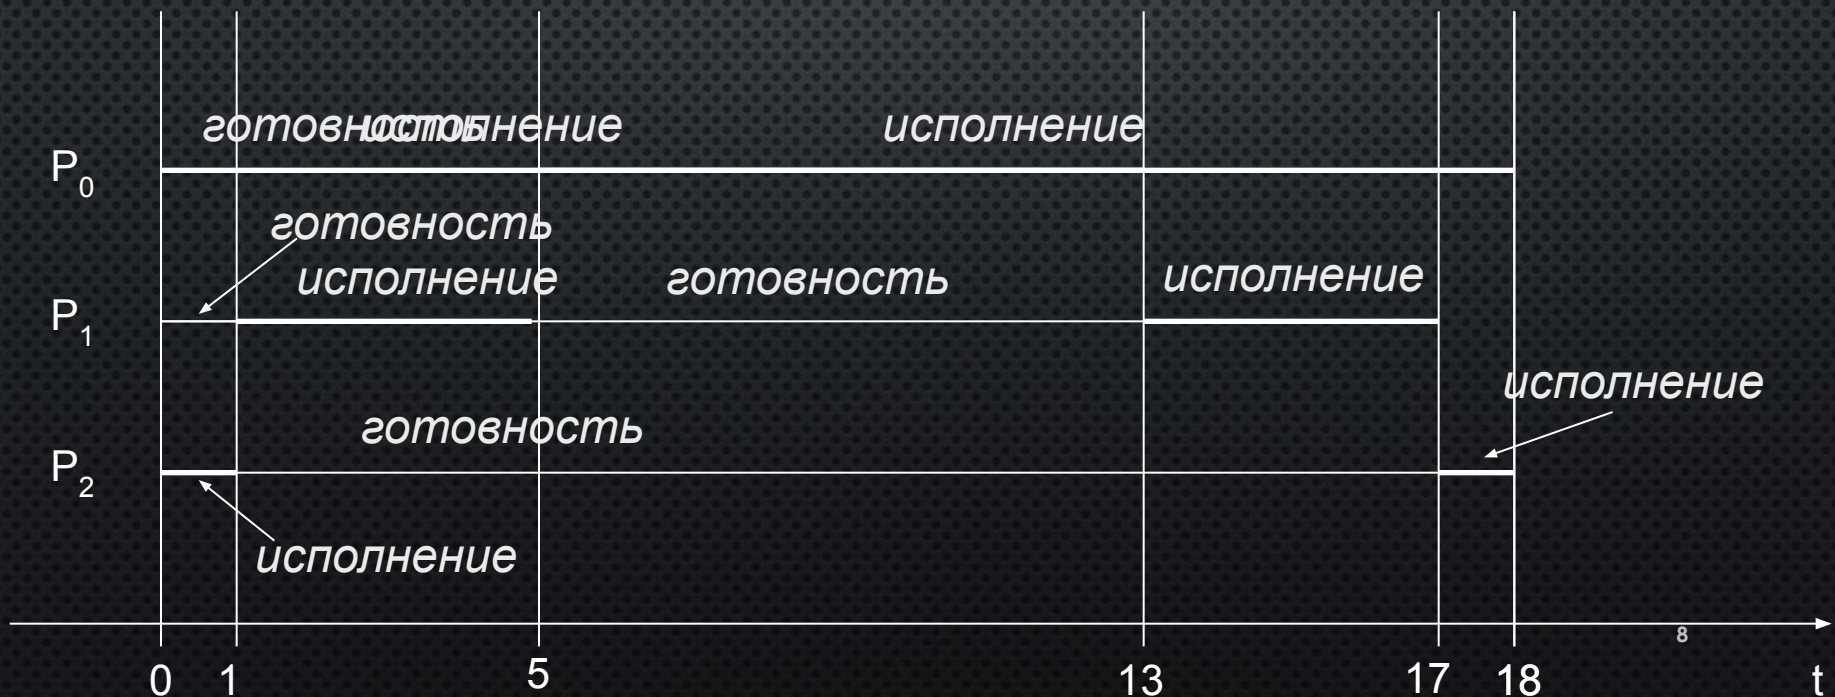 готовность исполнение исполнение
P0
готовность
исполнение готовность исполнение
P1
исполнение
готовность
P2
исполнение
8
0 1 5 13 17 18 t